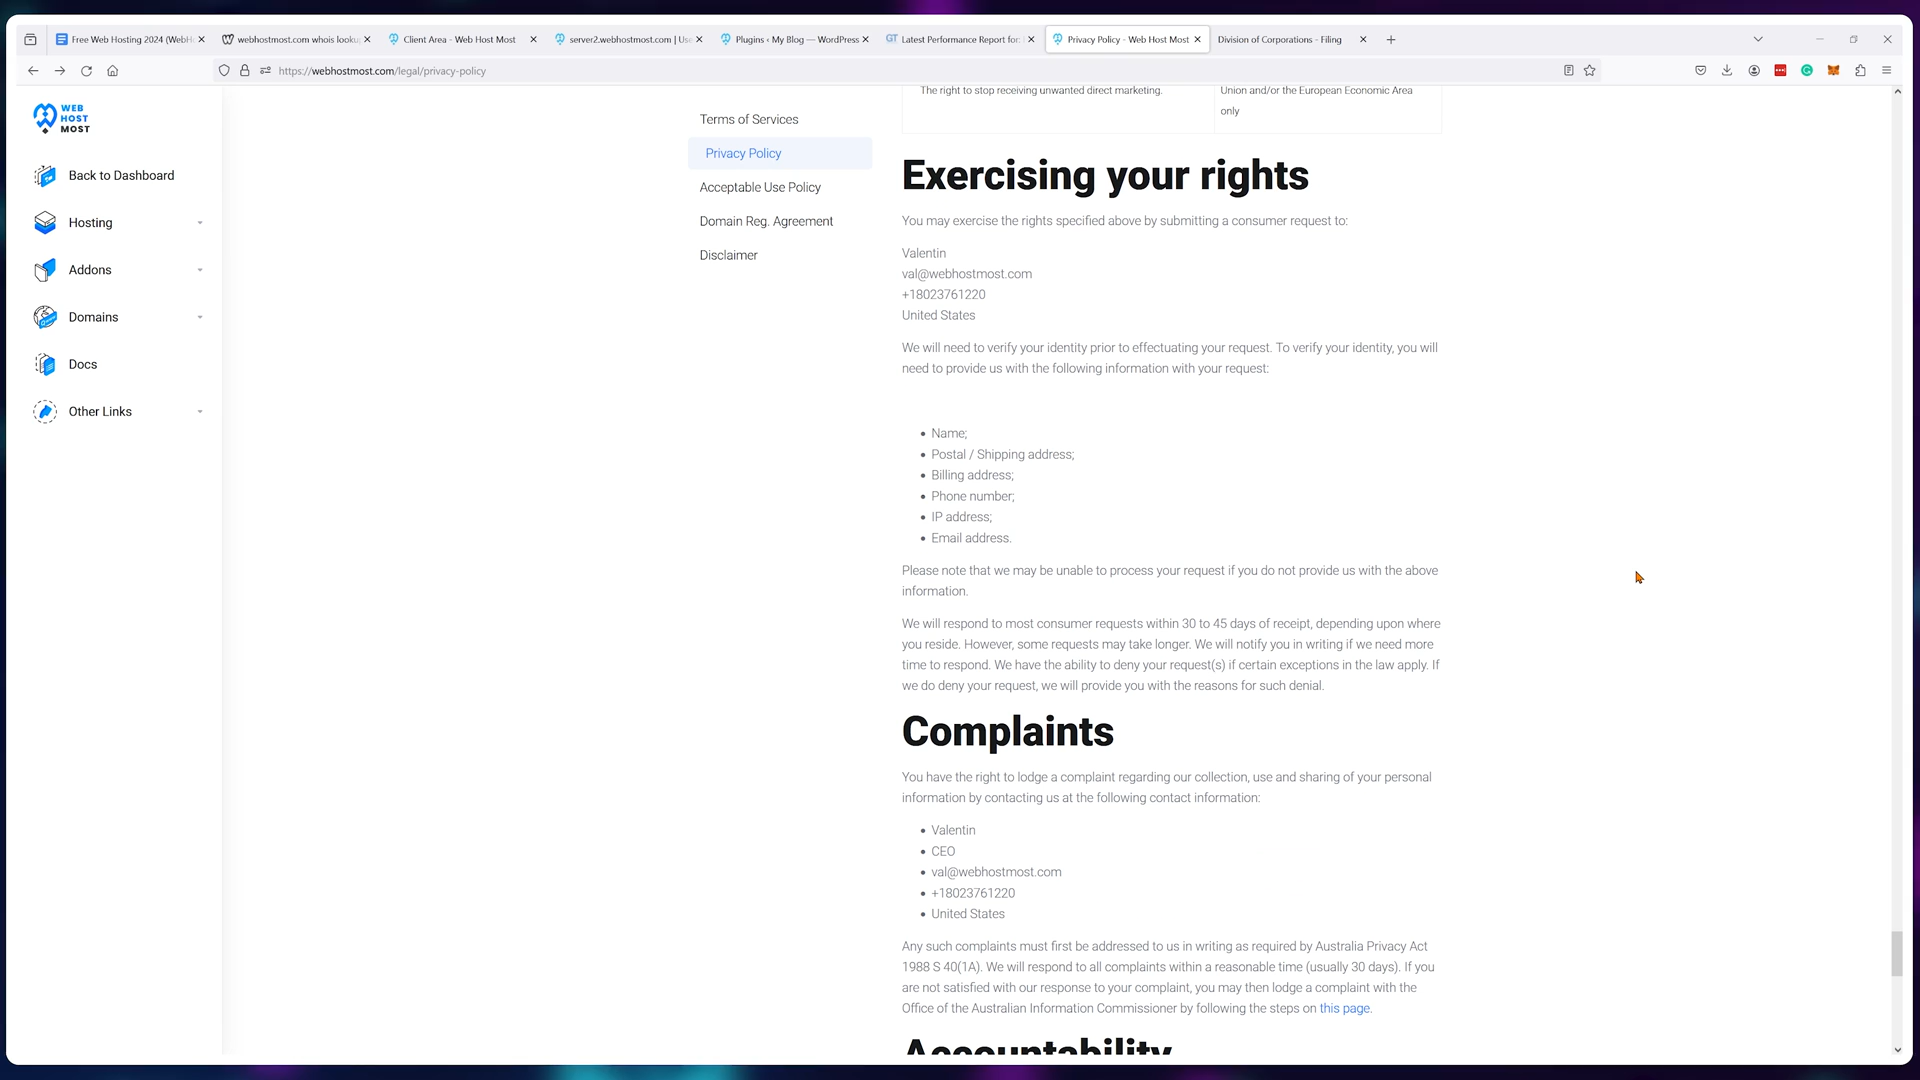 Free Web Hosting 2024 (WebH
webhostmost.com whois looku
Client Area - Web Host Most
server2.webhostmost.com | Us
Plugins ‹ My Blog — WordPress
GT Latest Performance Report for:
Privacy Policy - Web Host Most
Division of Corporations - Filing
https://webhostmost.com/legal/privacy-policy
WEB
HOST
MOST
Back to Dashboard
Hosting
Addons
Domains
Docs
Other Links
Terms of Services
Privacy Policy
Acceptable Use Policy
Domain Reg. Agreement
Disclaimer
The right to stop receiving unwanted direct marketing.
Union and/or the European Economic Area
only
Exercising your rights
You may exercise the rights specified above by submitting a consumer request to:
Valentin
val@webhostmost.com
+18023761220
United States
We will need to verify your identity prior to effectuating your request. To verify your identity, you will
need to provide us with the following information with your request:
• Name;
• Postal / Shipping address;
• Billing address;
• Phone number;
• IP address;
• Email address.
Please note that we may be unable to process your request if you do not provide us with the above
information.
We will respond to most consumer requests within 30 to 45 days of receipt, depending upon where
you reside. However, some requests may take longer. We will notify you in writing if we need more
time to respond. We have the ability to deny your request(s) if certain exceptions in the law apply. If
we do deny your request, we will provide you with the reasons for such denial.
Complaints
You have the right to lodge a complaint regarding our collection, use and sharing of your personal
information by contacting us at the following contact information:
• Valentin
• CEO
• val@webhostmost.com
• +18023761220
• United States
Any such complaints must first be addressed to us in writing as required by Australia Privacy Act
1988 S 40(1A). We will respond to all complaints within a reasonable time (usually 30 days). If you
are not satisfied with our response to your complaint, you may then lodge a complaint with the
Office of the Australian Information Commissioner by following the steps on this page.
Accountability